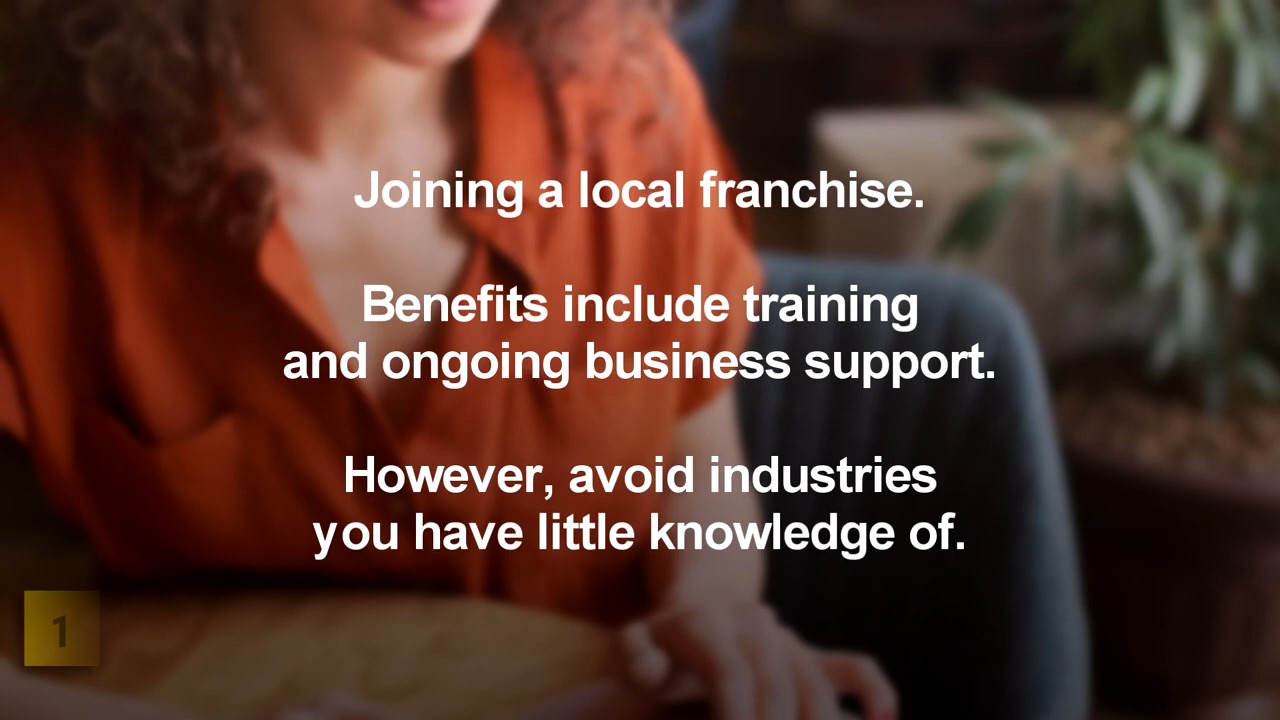 Joining a local franchise.
Benefits include training
and ongoing business support.
However, avoid industries
you have little knowledge of.
1